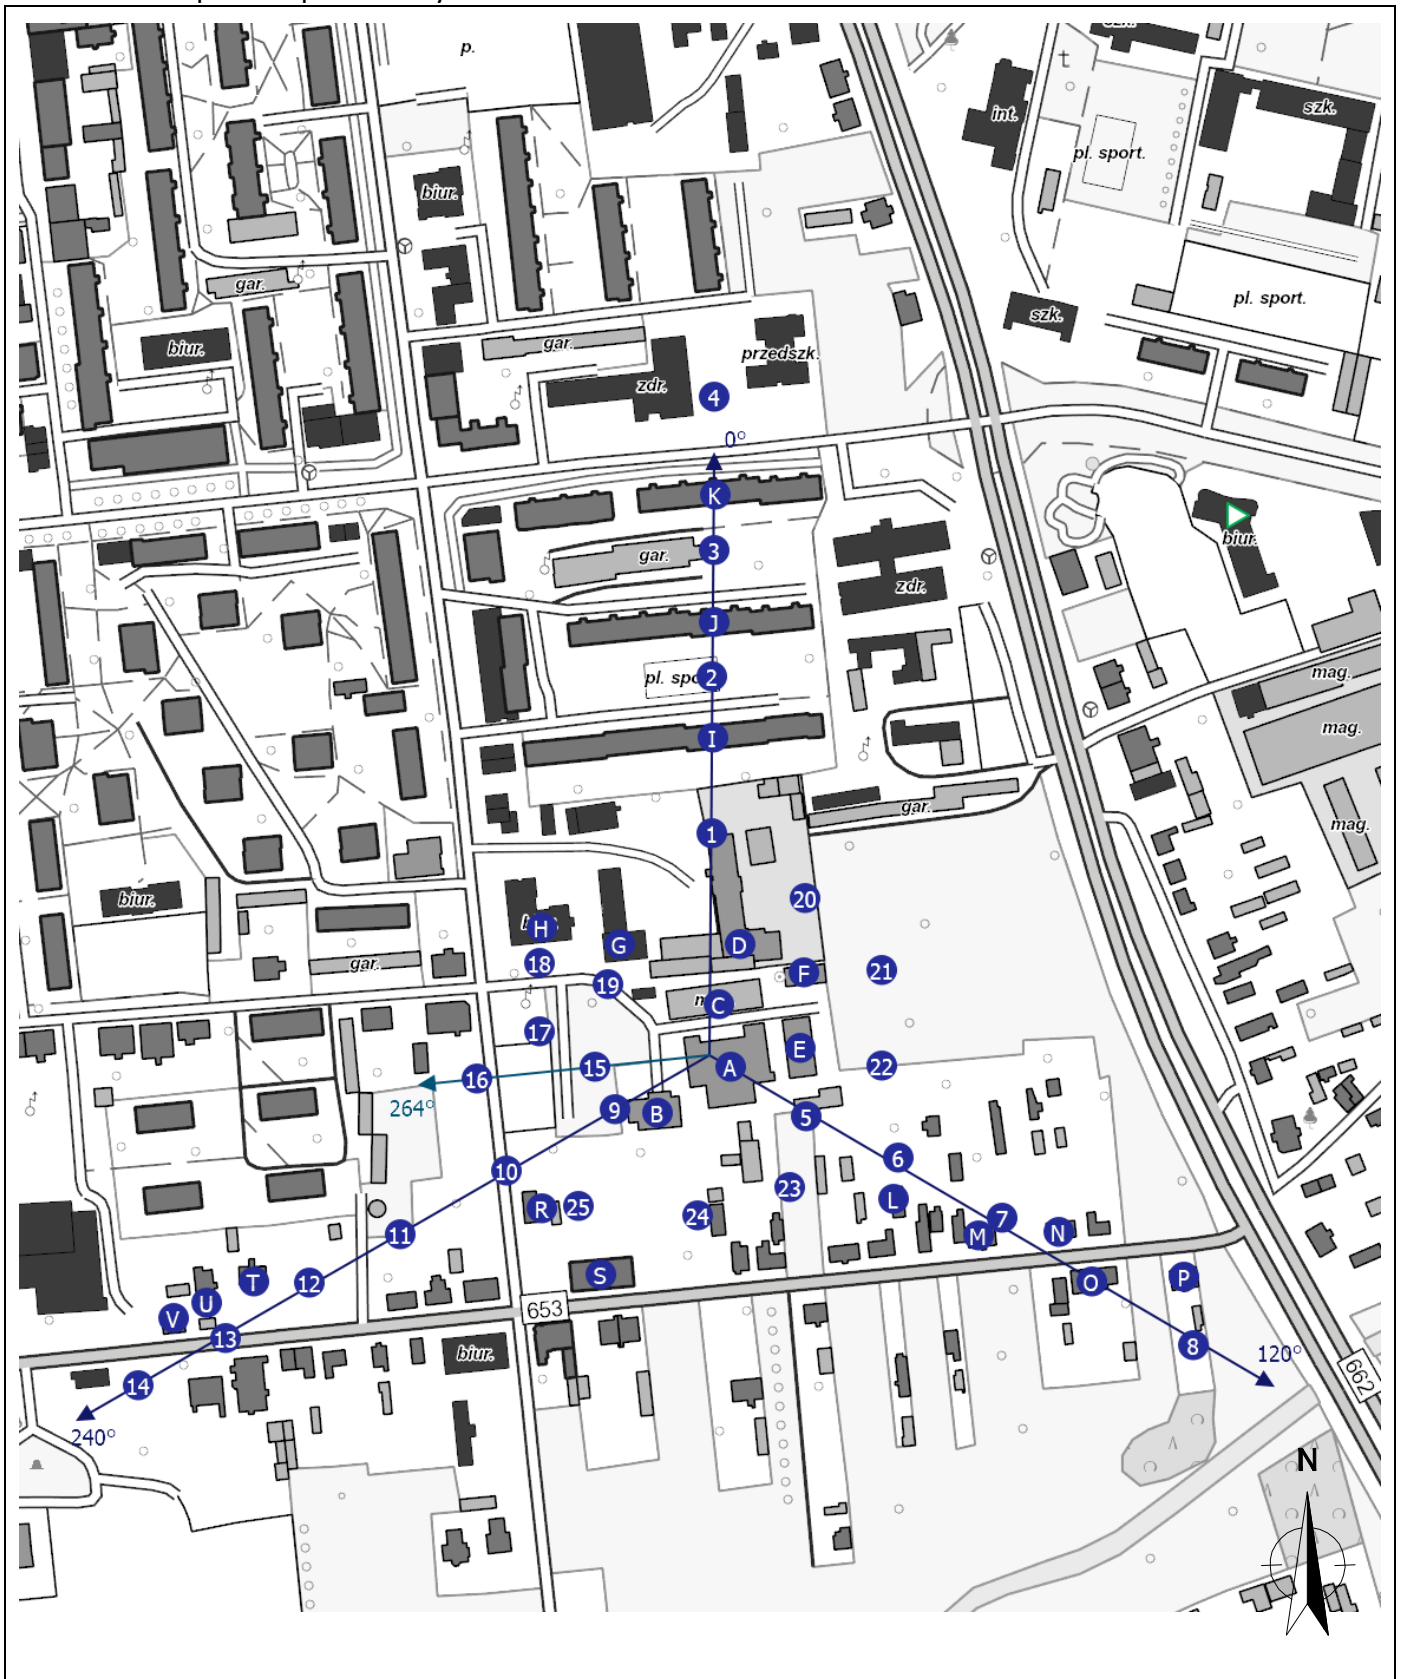 p.
szk.
int.
szk.
pl. sport.
biur.
gar.
pl. sport.
szk.
biur.
gar.
przedszk.
zdr.
4
0°
K
biur.
3
gar.
zdr.
J
2
pl. spo
mag.
mag.
I
gar.
mag.
1
biur.
20
H
G
D
gar.
18
F
21
19
C
17
E
A
15
22
16
264°
9
B
5
6
10
23
L
R
25
24
7
M
N
11
S
T
12
O
P
U
653
V
13
8
biur.
120°
662
14
240°
N